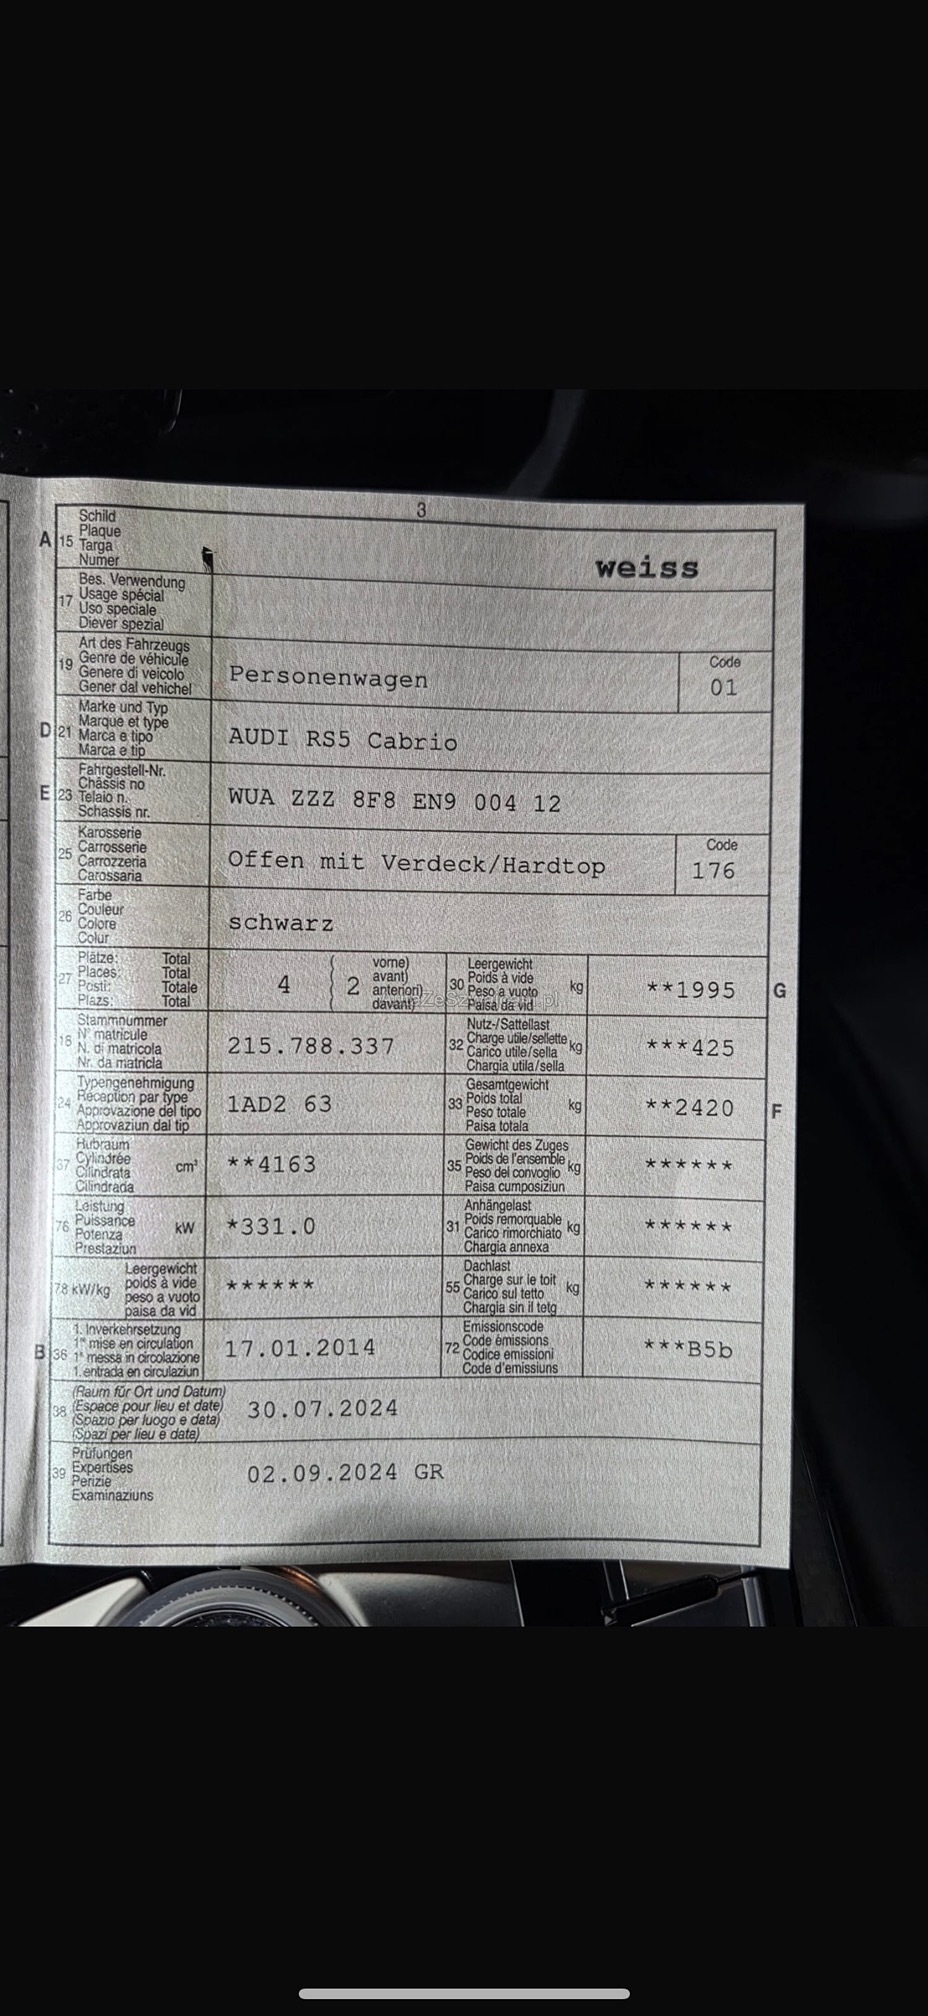 3
A 15 Schild
Plaque
Targa
Numer
weiss
17 Bes. Verwendung
Usage spécial
Uso speciale
Diever spezial
19 Art des Fahrzeugs
Genre de véhicule
Genere di veicolo
Gener dal vehichel
Personenwagen
Code
01
D 21 Marke und Typ
Marque et type
Marca e tipo
Marca e tip
AUDI RS5 Cabrio
E 23 Fahrgestell-Nr.
Châssis no
Telaio n.
Schassis nr.
WUA ZZZ 8F8 EN9 004 12
25 Karosserie
Carrosserie
Carrozzeria
Carossaria
Offen mit Verdeck/Hardtop
Code
176
26 Farbe
Couleur
Colore
Colur
schwarz
27 Plätze: Total
Places: Total
Posti: Totale
Plazs: Total
4 ( 2 vorne)
avant)
anteriori)
davant)
30 Leergewicht
Poids à vide
Peso a vuoto
Paisa da vid
kg
**1995 G
18 Stammnummer
N° matricule
N. di matricola
Nr. da matricla
215.788.337
32 Nutz-/Sattellast
Charge utile/sellette
Carico utile/sella
Chargia utila/sella
kg
***425
24 Typengenehmigung
Réception par type
Approvazione del tipo
Approvaziun dal tip
1AD2 63
33 Gesamtgewicht
Poids total
Peso totale
Paisa totala
kg
**2420 F
37 Hubraum
Cylindrée
Cilindrata
Cilindrada
cm³
**4163
35 Gewicht des Zuges
Poids de l'ensemble
Peso del convoglio
Paisa cumposiziun
kg
******
76 Leistung
Puissance
Potenza
Prestaziun
kW
*331.0
31 Anhängelast
Poids remorquable
Carico rimorchiato
Chargia annexa
kg
******
78 kW/kg Leergewicht
poids à vide
peso a vuoto
paisa da vid
******
55 Dachlast
Charge sur le toit
Carico sul tetto
Chargia sin il tetg
kg
******
B 36 1. Inverkehrsetzung
1re mise en circulation
1a messa in circolazione
1. entrada en circulaziun
17.01.2014
72 Emissionscode
Code émissions
Codice emissioni
Code d'emissiuns
***B5b
38 (Raum für Ort und Datum)
(Espace pour lieu et date)
(Spazio per luogo e data)
(Spazi per lieu e data)
30.07.2024
39 Prüfungen
Expertises
Perizie
Examinaziuns
02.09.2024 GR